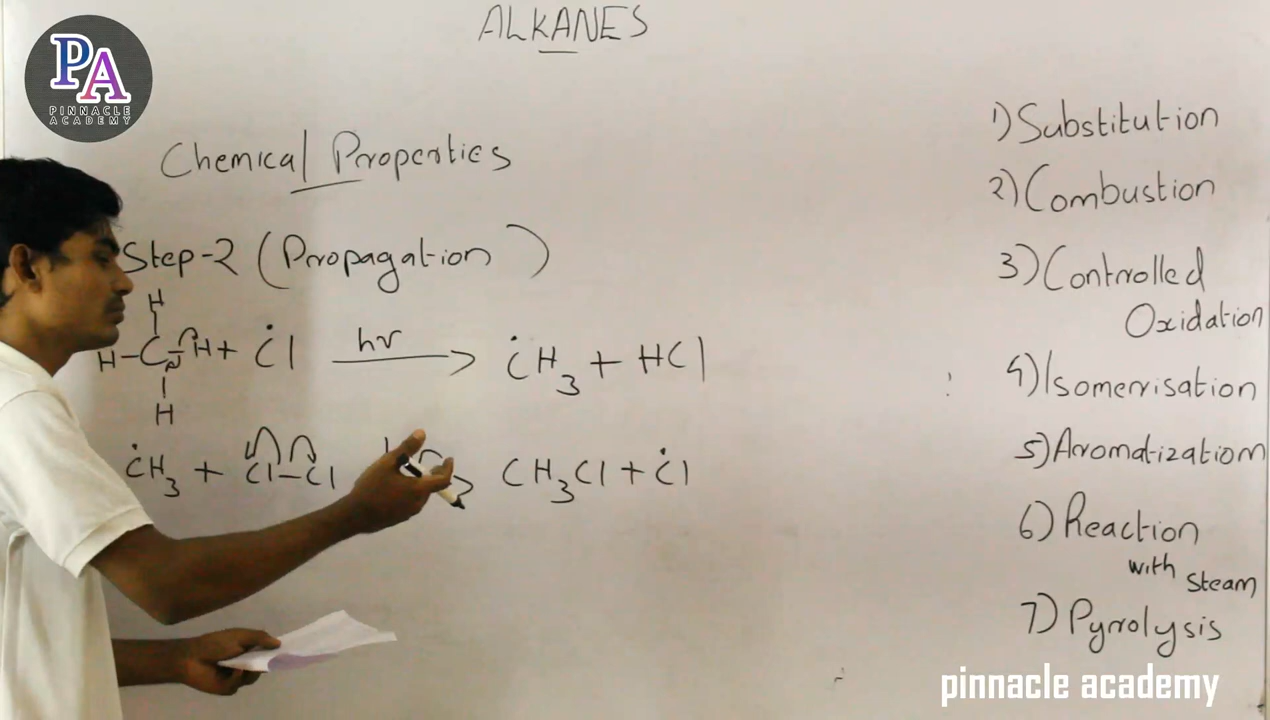 ALKANES
PA
PINNACLE
ACADEMY
Chemical Properties
Step-2 (Propagation)
H
H-C-H + Ċl hν → ĊH3 + HCl
H
ĊH3 + Cl-Cl → CH3Cl + Ċl
1) Substitution
2) Combustion
3) Controlled
Oxidation
4) Isomerisation
5) Aromatization
6) Reaction
with Steam
7) Pyrolysis
pinnacle academy